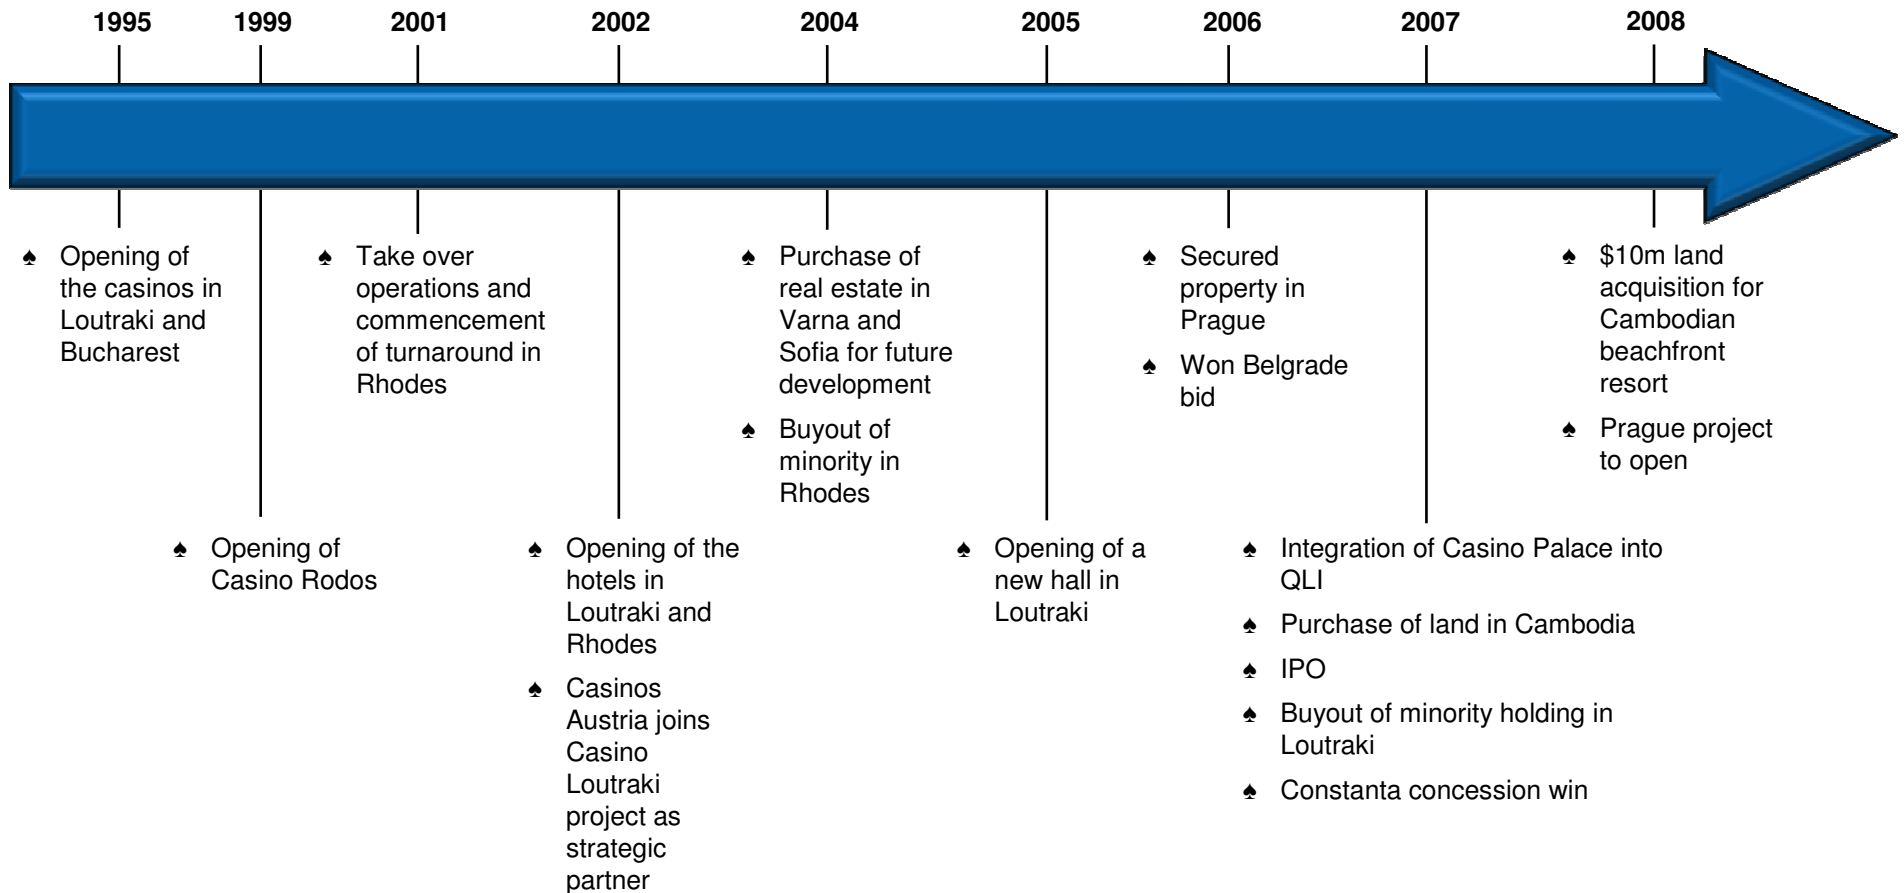 1995
1999
2001
2002
2004
2005
2006
2007
2008
♠ Opening of
the casinos in
Loutraki and
Bucharest
♠ Take over
operations and
commencement
of turnaround in
Rhodes
♠ Purchase of
real estate in
Varna and
Sofia for future
development
♠ Buyout of
minority in
Rhodes
♠ Secured
property in
Prague
♠ Won Belgrade
bid
♠ $10m land
acquisition for
Cambodian
beachfront
resort
♠ Prague project
to open
♠ Opening of
Casino Rodos
♠ Opening of the
hotels in
Loutraki and
Rhodes
♠ Casinos
Austria joins
Casino
Loutraki
project as
strategic
partner
♠ Opening of a
new hall in
Loutraki
♠ Integration of Casino Palace into
QLI
♠ Purchase of land in Cambodia
♠ IPO
♠ Buyout of minority holding in
Loutraki
♠ Constanta concession win